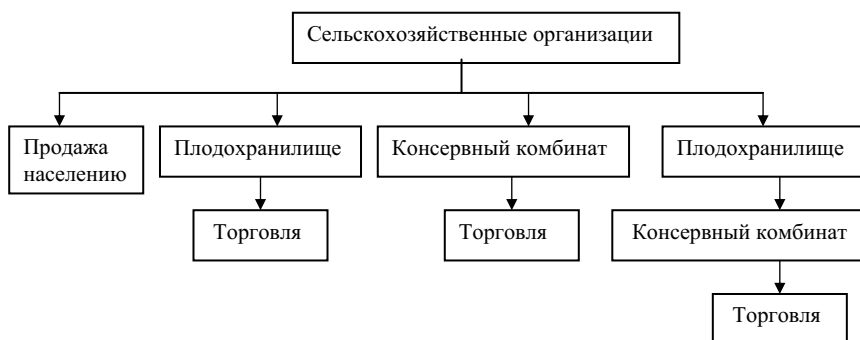 Сельскохозяйственные организации
Продажа
населению
Плодохранилище
Консервный комбинат
Плодохранилище
Торговля
Торговля
Консервный комбинат
Торговля